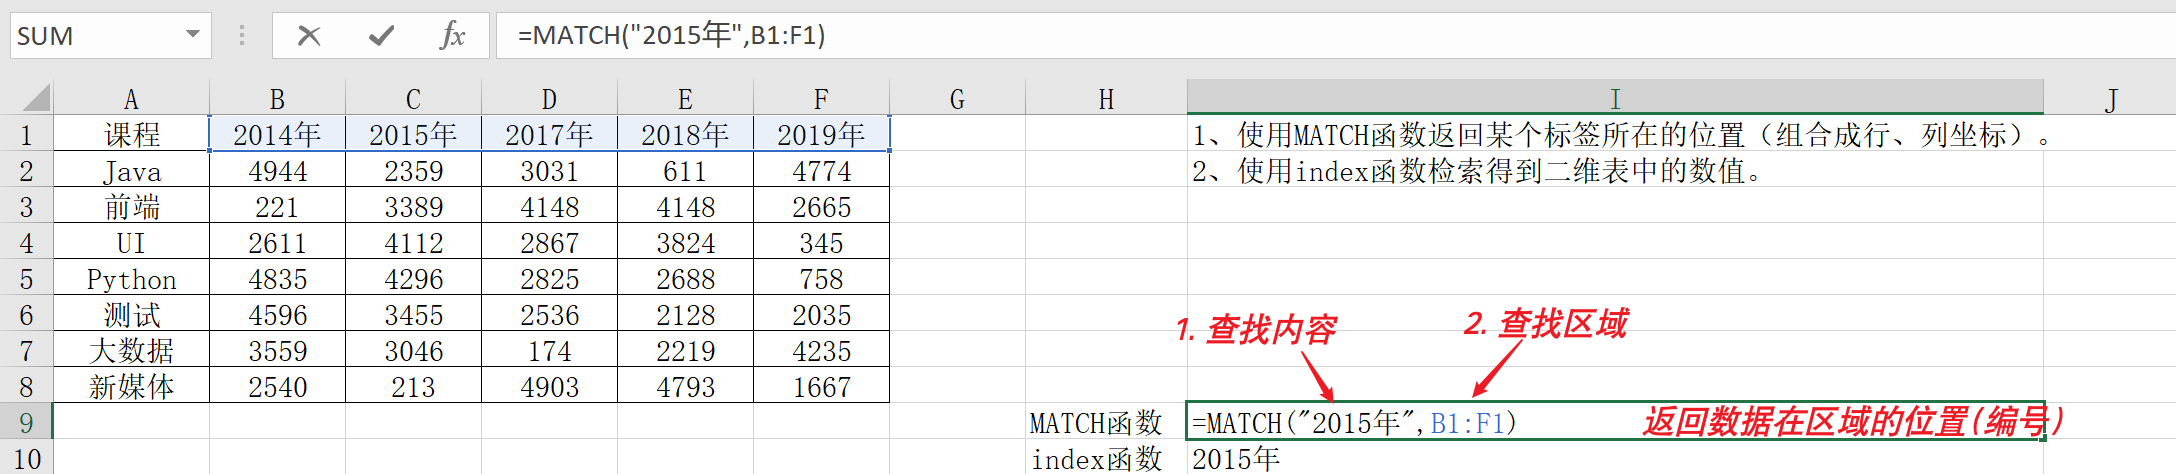 SUM
fx
=MATCH("2015年",B1:F1)
A B C D E F G H I J
1 课程 2014年 2015年 2017年 2018年 2019年 1、使用MATCH函数返回某个标签所在的位置（组合成行、列坐标）。
2 Java 4944 2359 3031 611 4774 2、使用index函数检索得到二维表中的数值。
3 前端 221 3389 4148 4148 2665
4 UI 2611 4112 2867 3824 345
5 Python 4835 4296 2825 2688 758
6 测试 4596 3455 2536 2128 2035
1. 查找内容 2. 查找区域
7 大数据 3559 3046 174 2219 4235
8 新媒体 2540 213 4903 4793 1667
9 MATCH函数 =MATCH("2015年",B1:F1) 返回数据在区域的位置(编号)
10 index函数 2015年